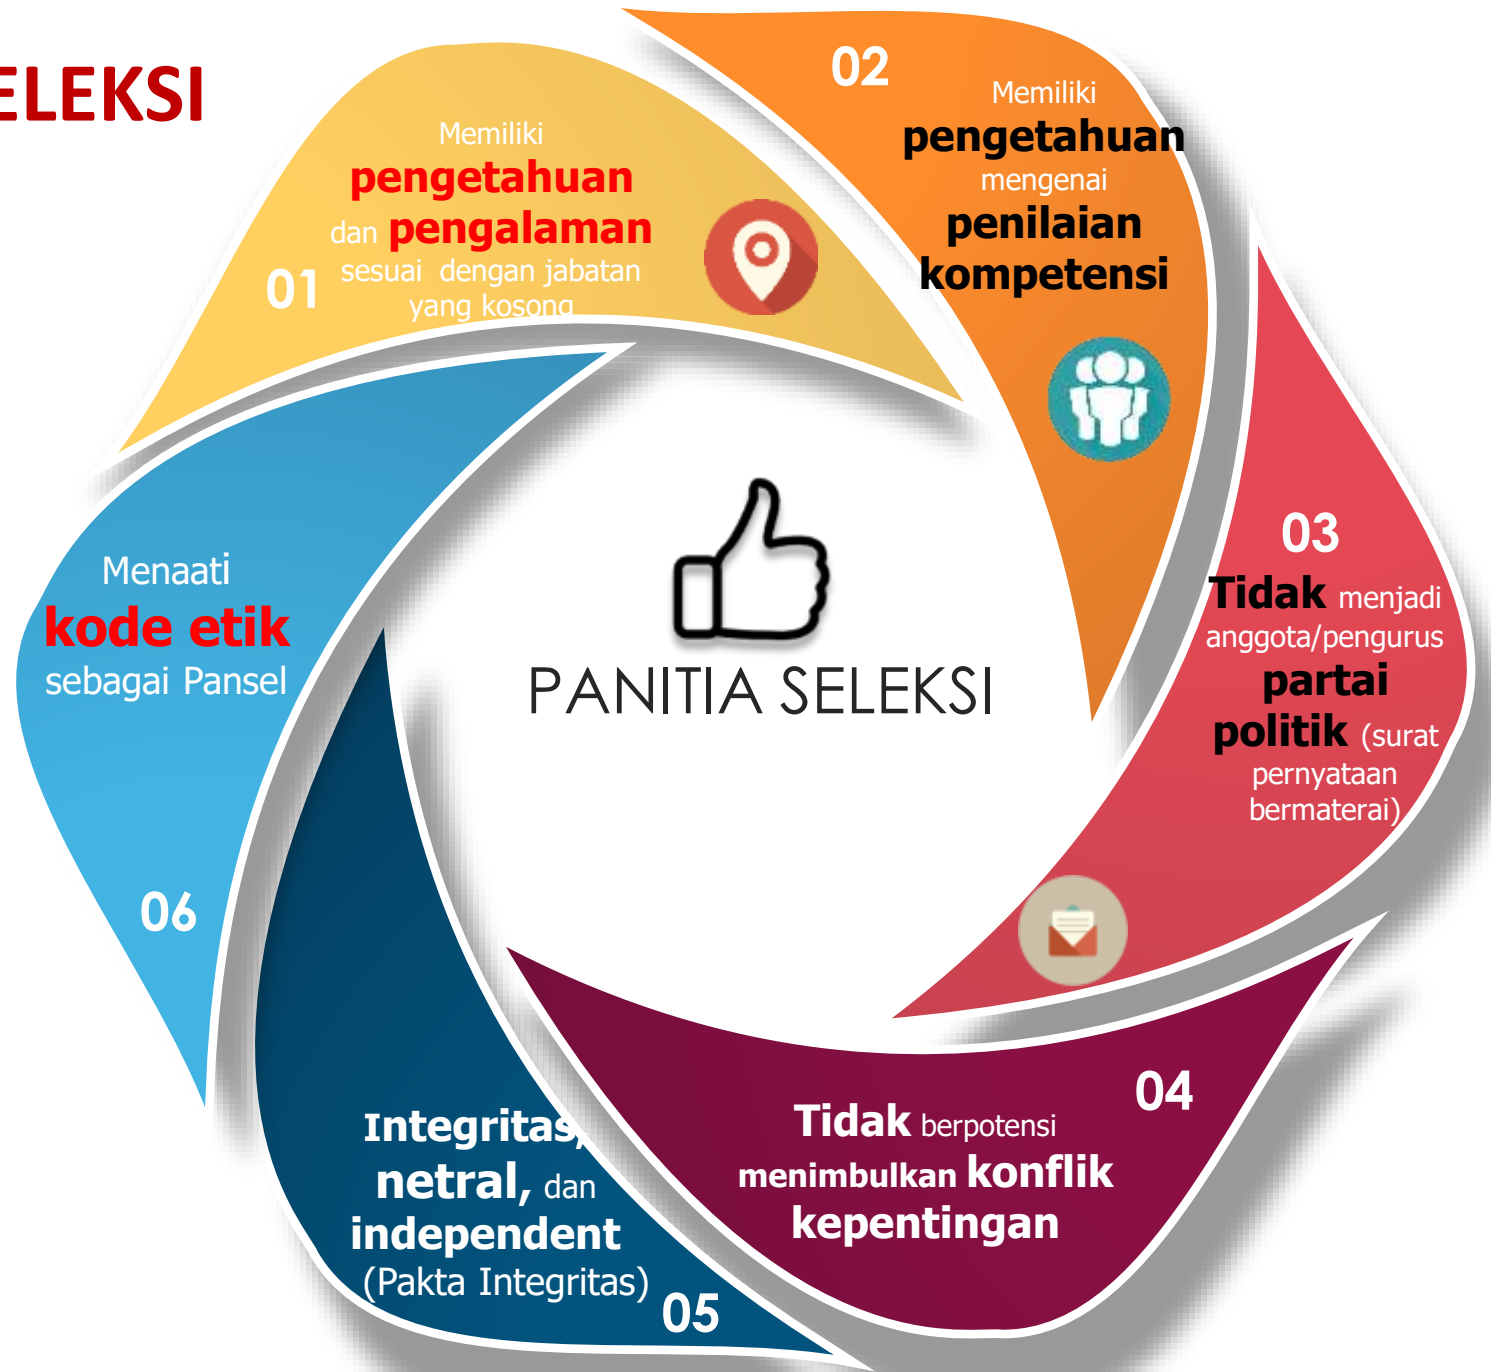 ELEKSI
01
Memiliki
pengetahuan
dan pengalaman
sesuai dengan jabatan
yang kosong
02
Memiliki
pengetahuan
mengenai
penilaian
kompetensi
03
Tidak menjadi
anggota/pengurus
partai
politik (surat
pernyataan
bermaterai)
04
Tidak berpotensi
menimbulkan konflik
kepentingan
Integritas,
netral, dan
independent
(Pakta Integritas)
05
Menaati
kode etik
sebagai Pansel
06
PANITIA SELEKSI